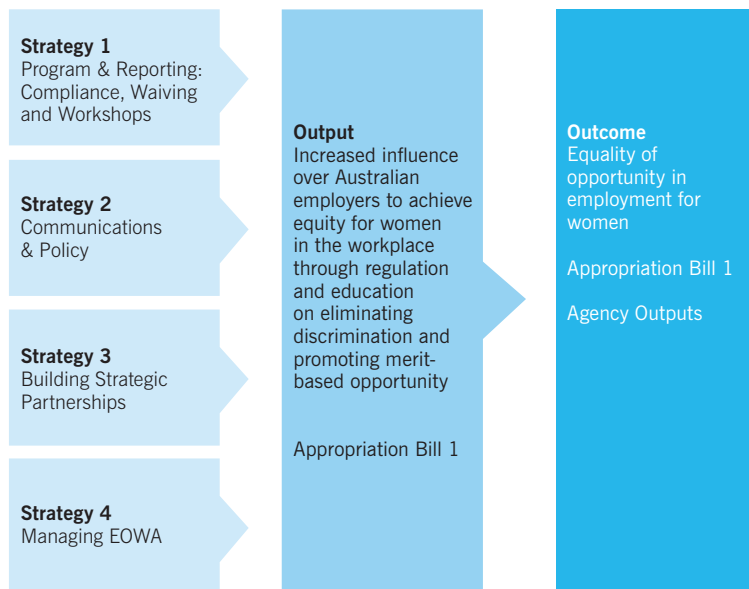 Strategy 1
Program & Reporting:
Compliance, Waiving
and Workshops
Strategy 2
Communications
& Policy
Strategy 3
Building Strategic
Partnerships
Strategy 4
Managing EOWA
Output
Increased influence
over Australian
employers to achieve
equity for women
in the workplace
through regulation
and education
on eliminating
discrimination and
promoting merit-
based opportunity
Appropriation Bill 1
Outcome
Equality of
opportunity in
employment for
women
Appropriation Bill 1
Agency Outputs